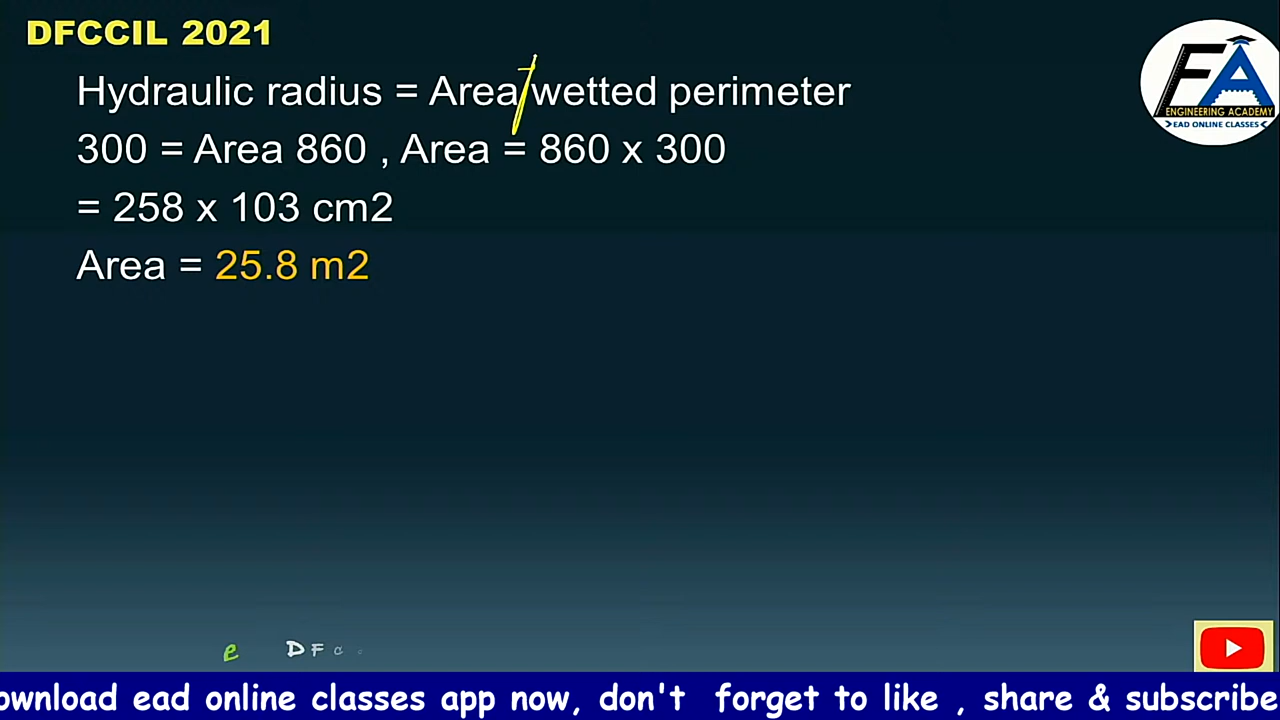 DFCCIL 2021
Hydraulic radius = Area/wetted perimeter
300 = Area 860 , Area = 860 x 300
= 258 x 103 cm2
Area = 25.8 m2
FA
ENGINEERING ACADEMY
EAD ONLINE CLASSES
e D F C
ownload ead online classes app now, don't forget to like , share & subscribe